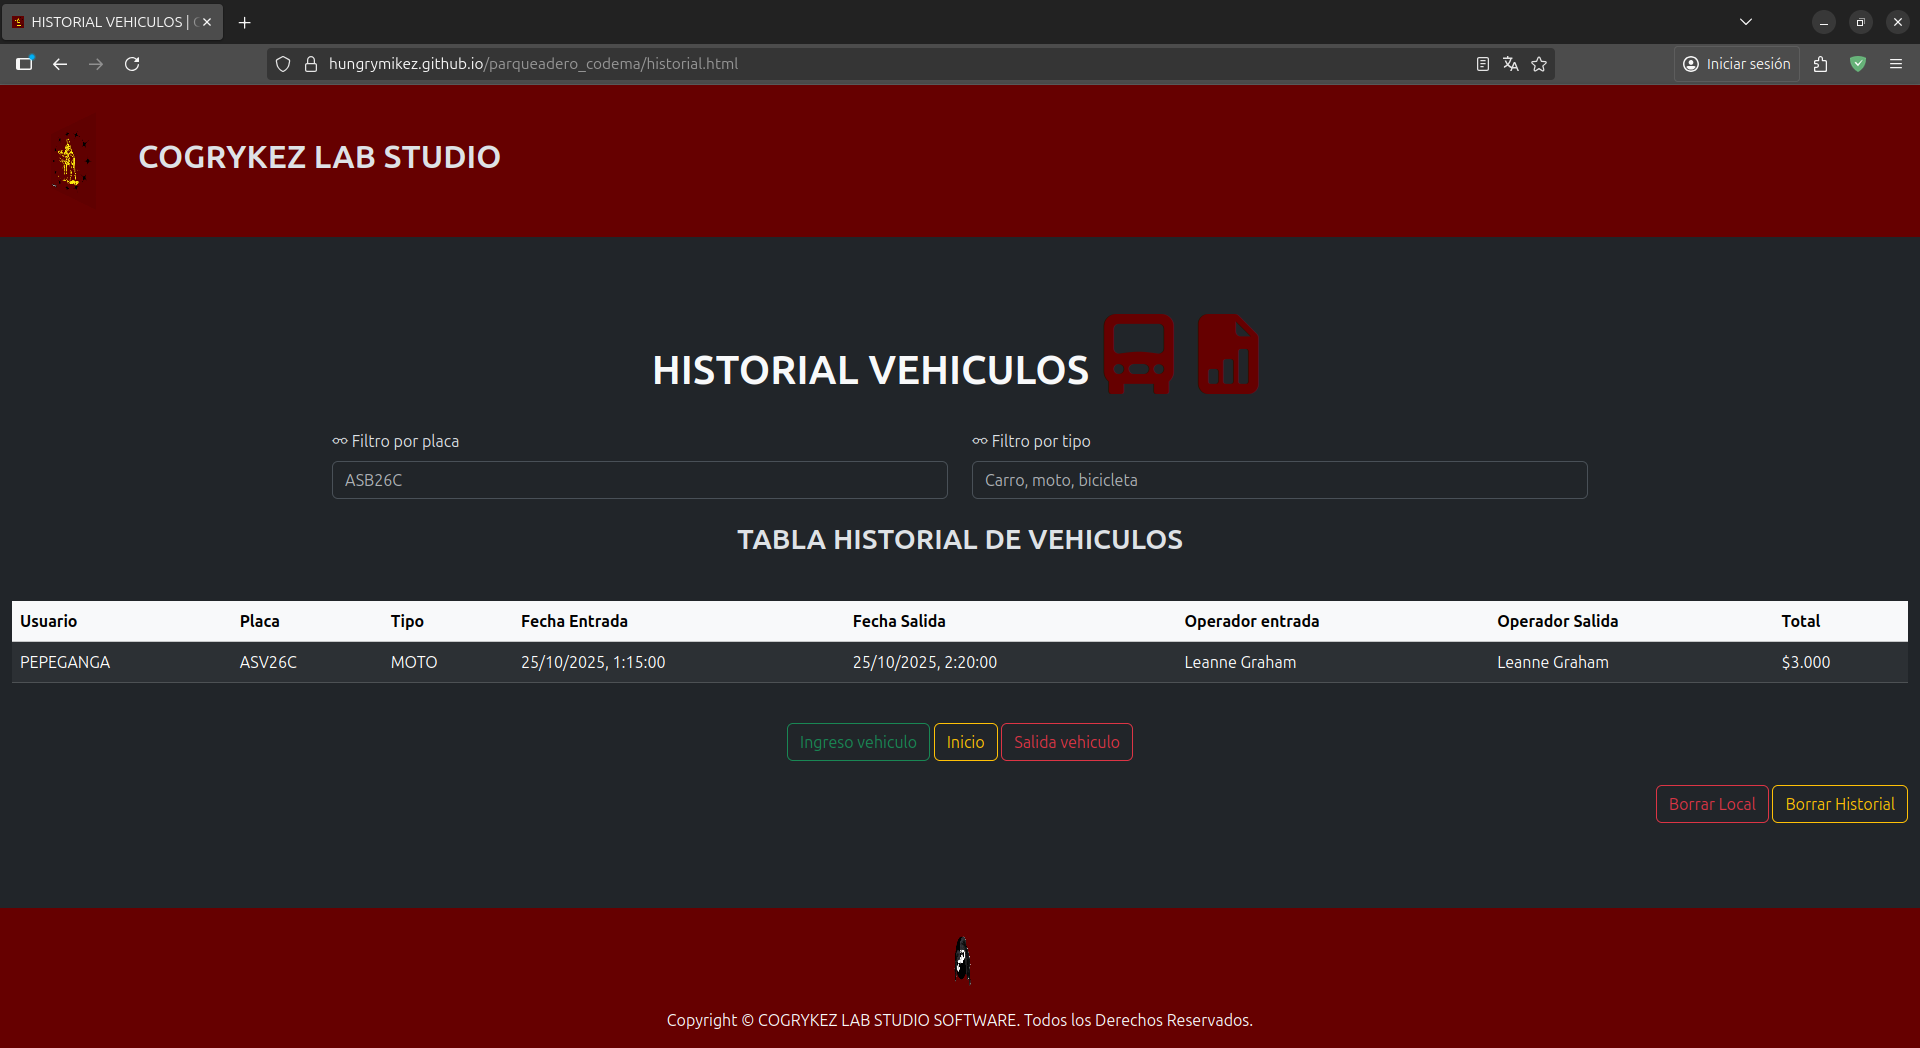 HISTORIAL VEHICULOS |
hungrymikez.github.io/parqueadero_codema/historial.html
Iniciar sesión
COGRYKEZ LAB STUDIO
HISTORIAL VEHICULOS
Filtro por placa
Filtro por tipo
ASB26C
Carro, moto, bicicleta
TABLA HISTORIAL DE VEHICULOS
Usuario Placa Tipo Fecha Entrada Fecha Salida Operador entrada Operador Salida Total
PEPEGANGA ASV26C MOTO 25/10/2025, 1:15:00 25/10/2025, 2:20:00 Leanne Graham Leanne Graham $3.000
Ingreso vehiculo Inicio Salida vehiculo
Borrar Local Borrar Historial
Copyright © COGRYKEZ LAB STUDIO SOFTWARE. Todos los Derechos Reservados.